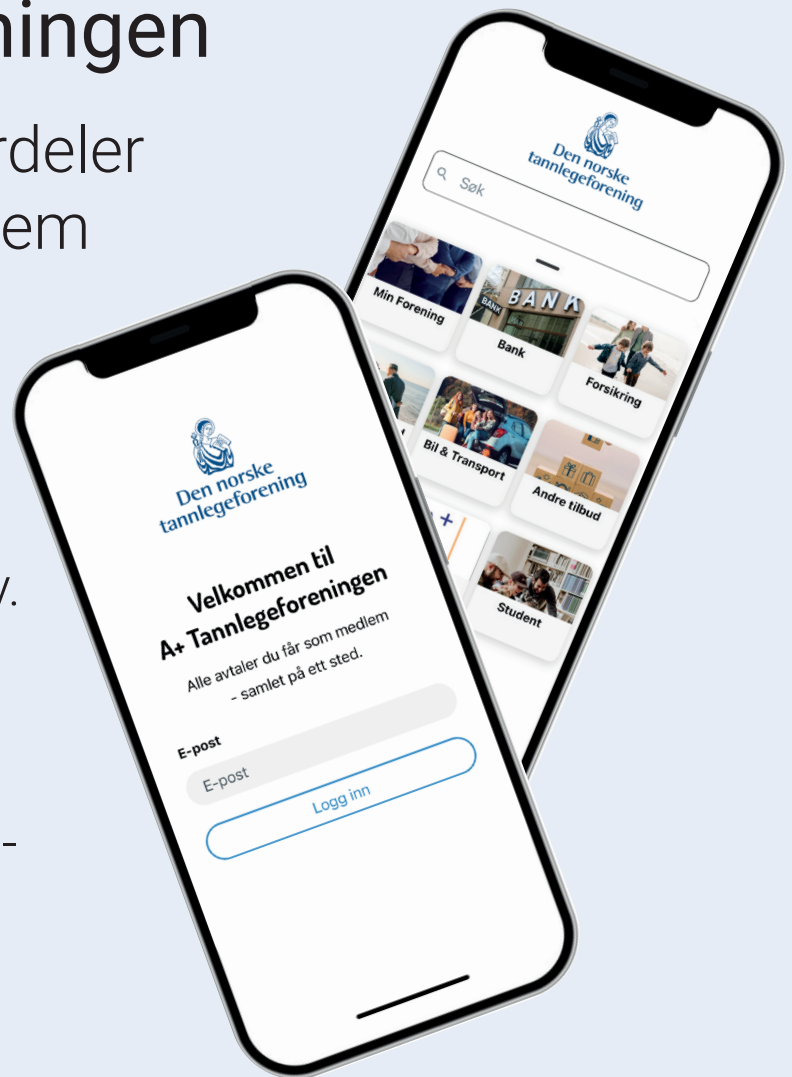 ningen
rdeler
em
v.
-
Den norske
tannlegeforening
Søk
Min Forening
Bank
BANK
BANK
Forsikring
Bil & Transport
Andre tilbud
Student
Den norske
tannlegeforening
Velkommen til
A+ Tannlegeforeningen
Alle avtaler du får som medlem
- samlet på ett sted.
E-post
E-post
Logg inn